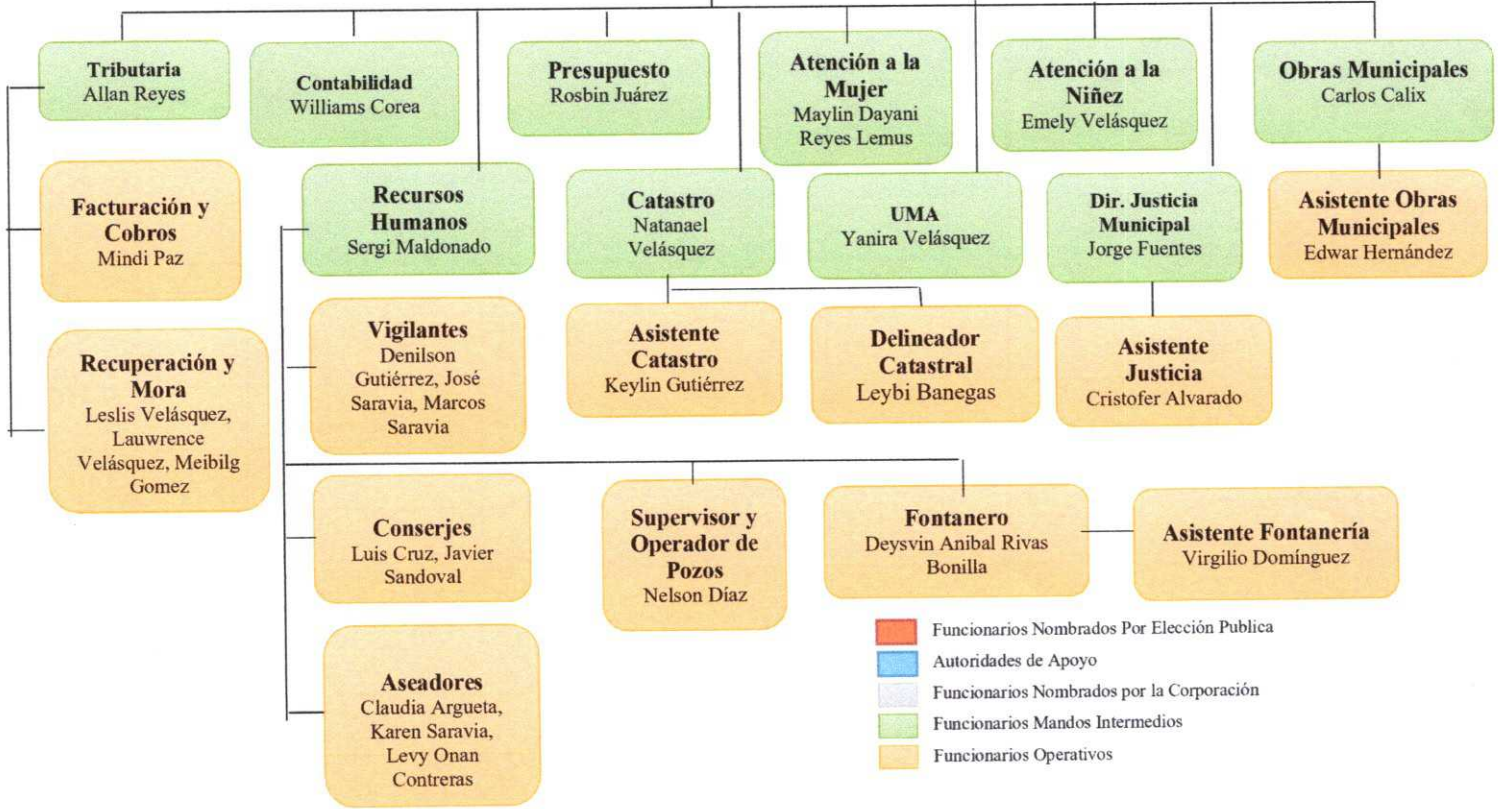 Tributaria
Allan Reyes
Contabilidad
Williams Corea
Presupuesto
Rosbin Juárez
Atención a la
Mujer
Maylin Dayani
Reyes Lemus
Atención a la
Niñez
Emely Velásquez
Obras Municipales
Carlos Calix
Facturación y
Cobros
Mindi Paz
Recursos
Humanos
Sergi Maldonado
Catastro
Natanael
Velásquez
UMA
Yanira Velásquez
Dir. Justicia
Municipal
Jorge Fuentes
Asistente Obras
Municipales
Edwar Hernández
Recuperación y
Mora
Leslis Velásquez,
Lauwrence
Velásquez, Meibilg
Gomez
Vigilantes
Denilson
Gutiérrez, José
Saravia, Marcos
Saravia
Asistente
Catastro
Keylin Gutiérrez
Delineador
Catastral
Leybi Banegas
Asistente
Justicia
Cristofer Alvarado
Conserjes
Luis Cruz, Javier
Sandoval
Supervisor y
Operador de
Pozos
Nelson Díaz
Fontanero
Deysvin Anibal Rivas
Bonilla
Asistente Fontanería
Virgilio Domínguez
Aseadores
Claudia Argueta,
Karen Saravia,
Levy Onan
Contreras
Funcionarios Nombrados Por Elección Publica
Autoridades de Apoyo
Funcionarios Nombrados por la Corporación
Funcionarios Mandos Intermedios
Funcionarios Operativos